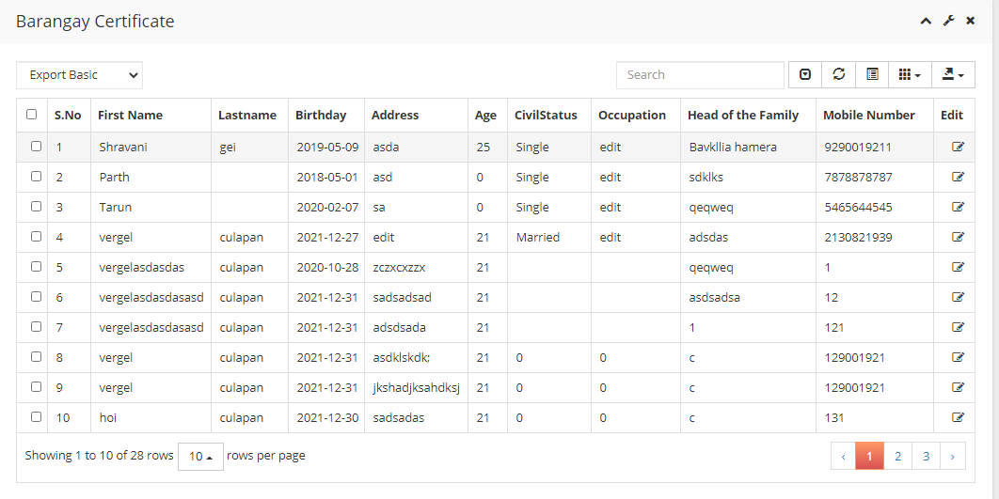 Barangay Certificate
Export Basic Search
S.No First Name Lastname Birthday Address Age CivilStatus Occupation Head of the Family Mobile Number Edit
1 Shravani gei 2019-05-09 asda 25 Single edit Bavkllia hamera 9290019211
2 Parth 2018-05-01 asd 0 Single edit sdklks 7878878787
3 Tarun 2020-02-07 sa 0 Single edit qeqweq 5465644545
4 vergel culapan 2021-12-27 edit 21 Married edit adsdas 2130821939
5 vergelasdasdas culapan 2020-10-28 zczxcxzzx 21 qeqweq 1
6 vergelasdasdasasd culapan 2021-12-31 sadsadsad 21 asdsadsa 12
7 vergelasdasdasasd culapan 2021-12-31 adsdsada 21 1 121
8 vergel culapan 2021-12-31 asdklskdk; 21 0 0 c 129001921
9 vergel culapan 2021-12-31 jkshadjksahdksj 21 0 0 c 129001921
10 hoi culapan 2021-12-30 sadsadas 21 0 0 c 131
Showing 1 to 10 of 28 rows 10 rows per page ‹ 1 2 3 ›